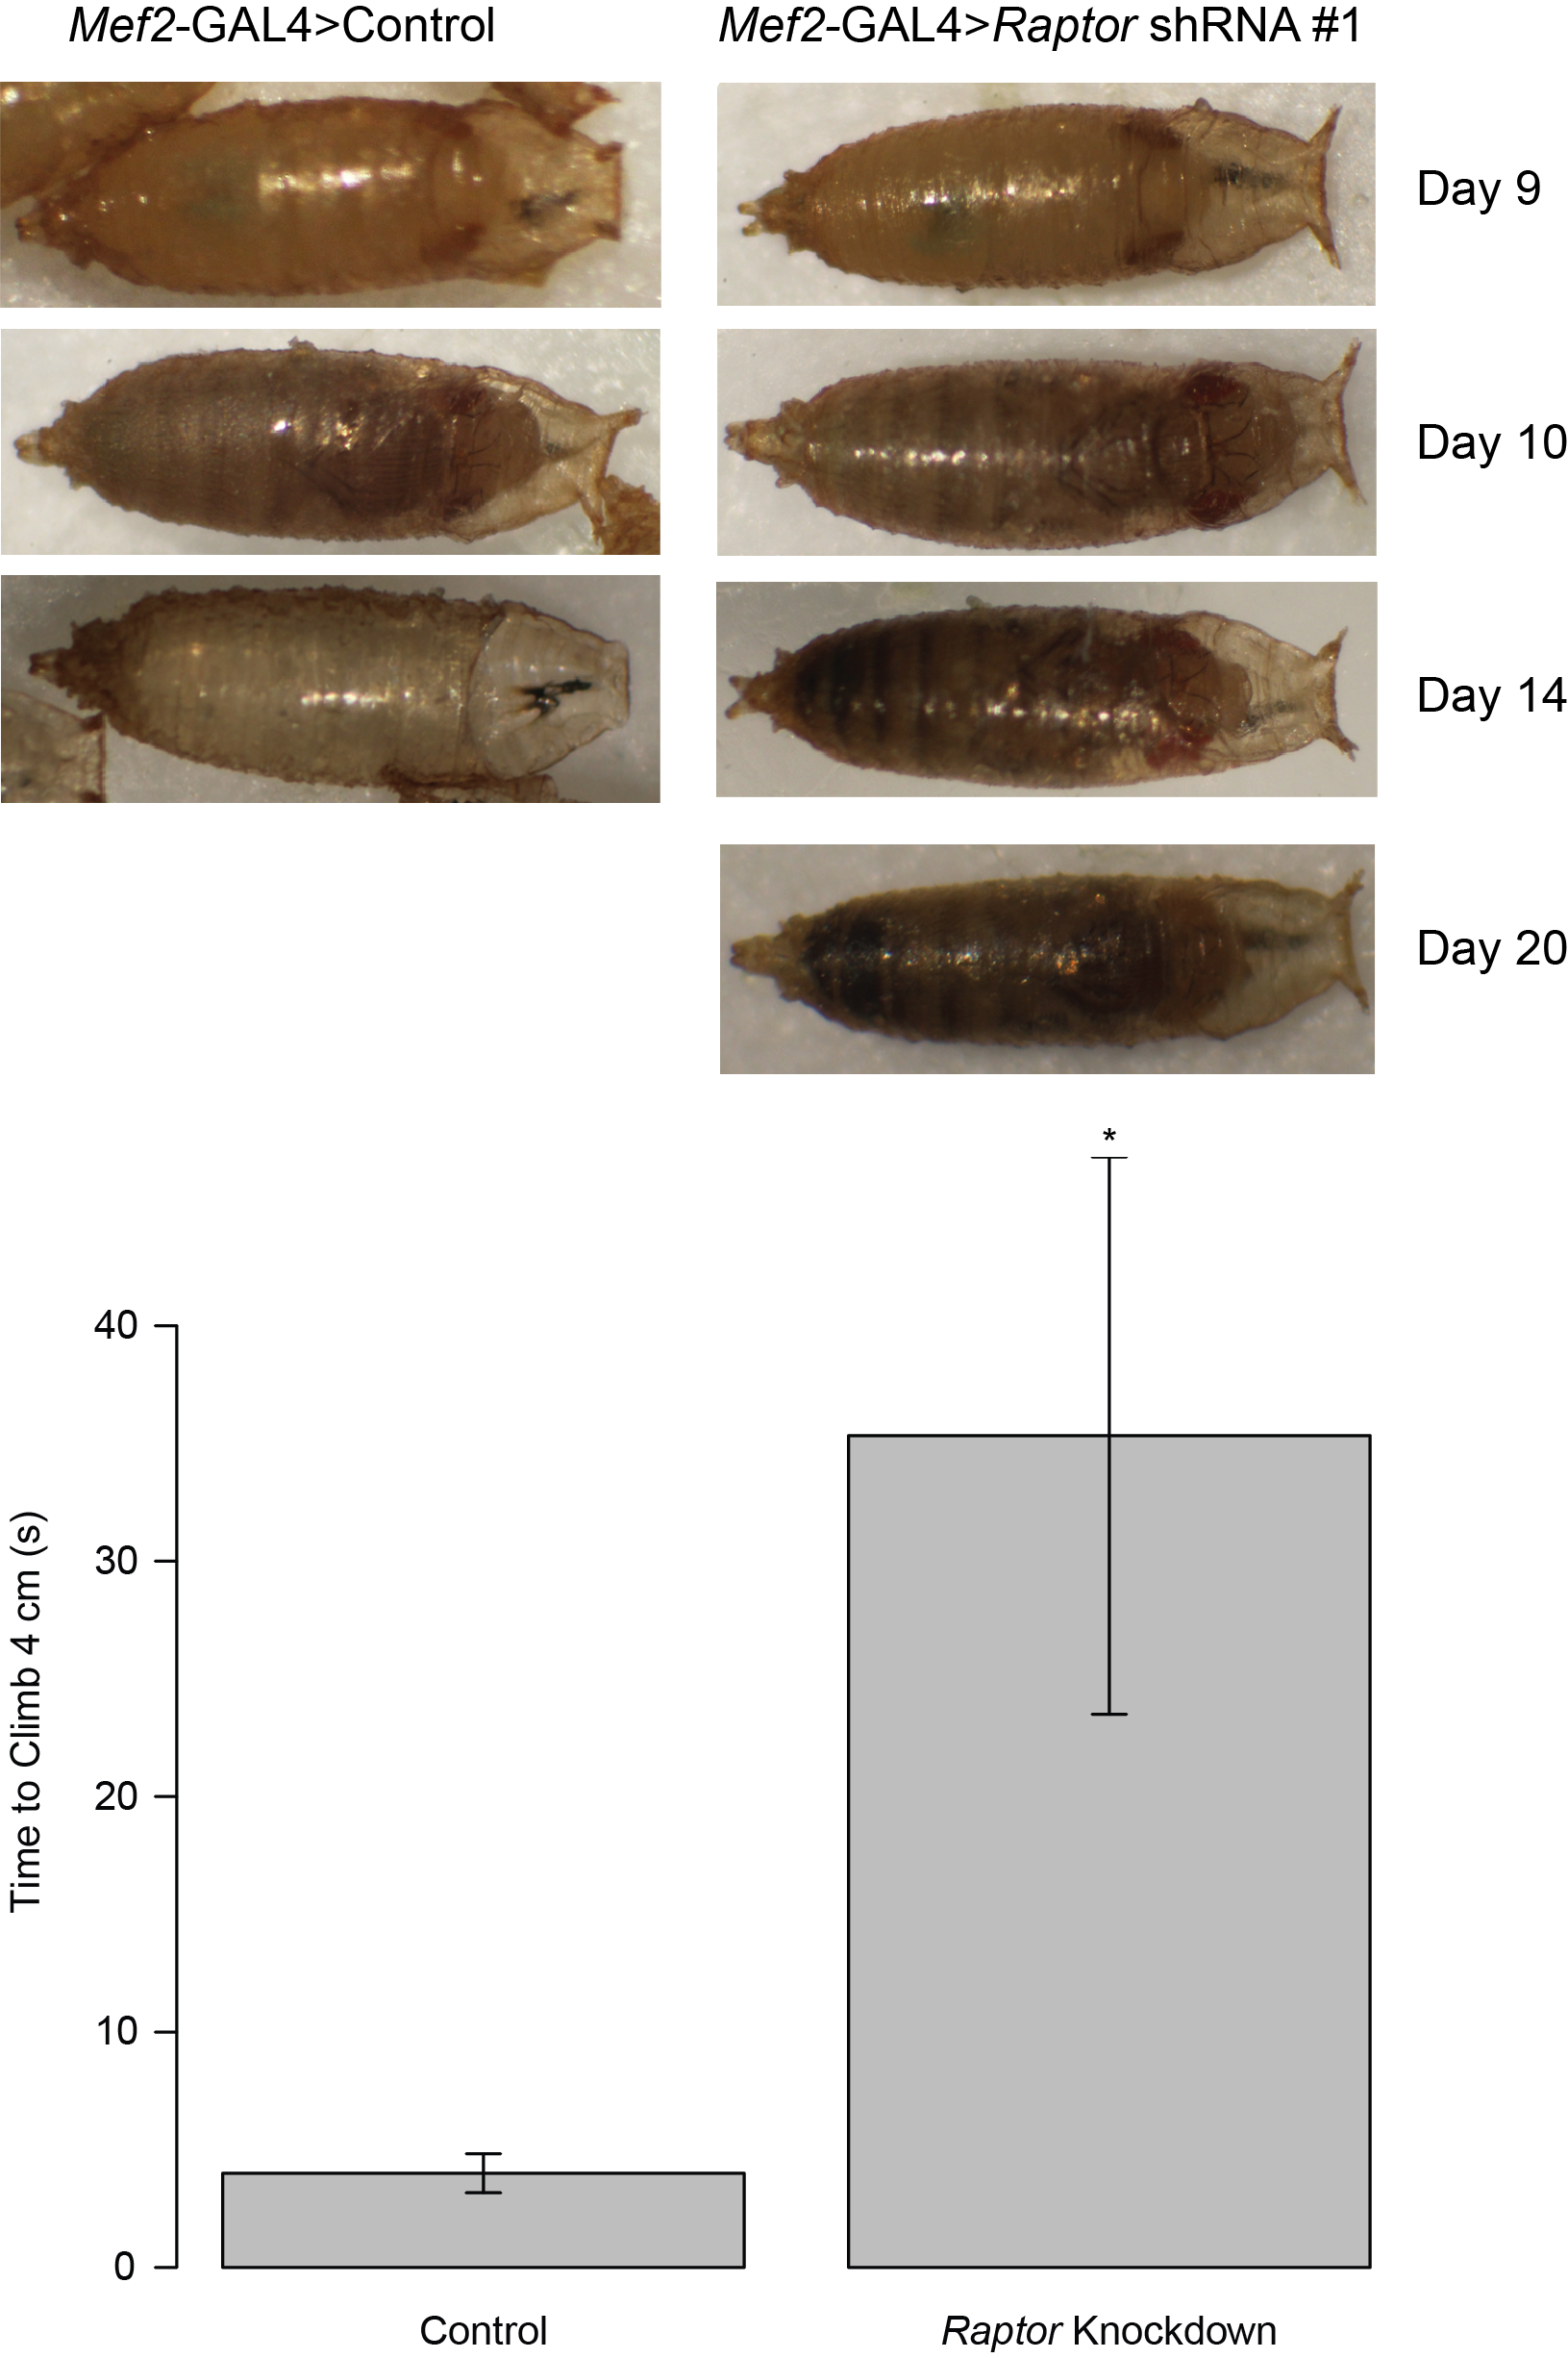 Mef2-GAL4>Control
Mef2-GAL4>Raptor shRNA #1
Day 9
Day 10
Day 14
Day 20
*
40
30
20
10
0
Time to Climb 4 cm (s)
Control
Raptor Knockdown